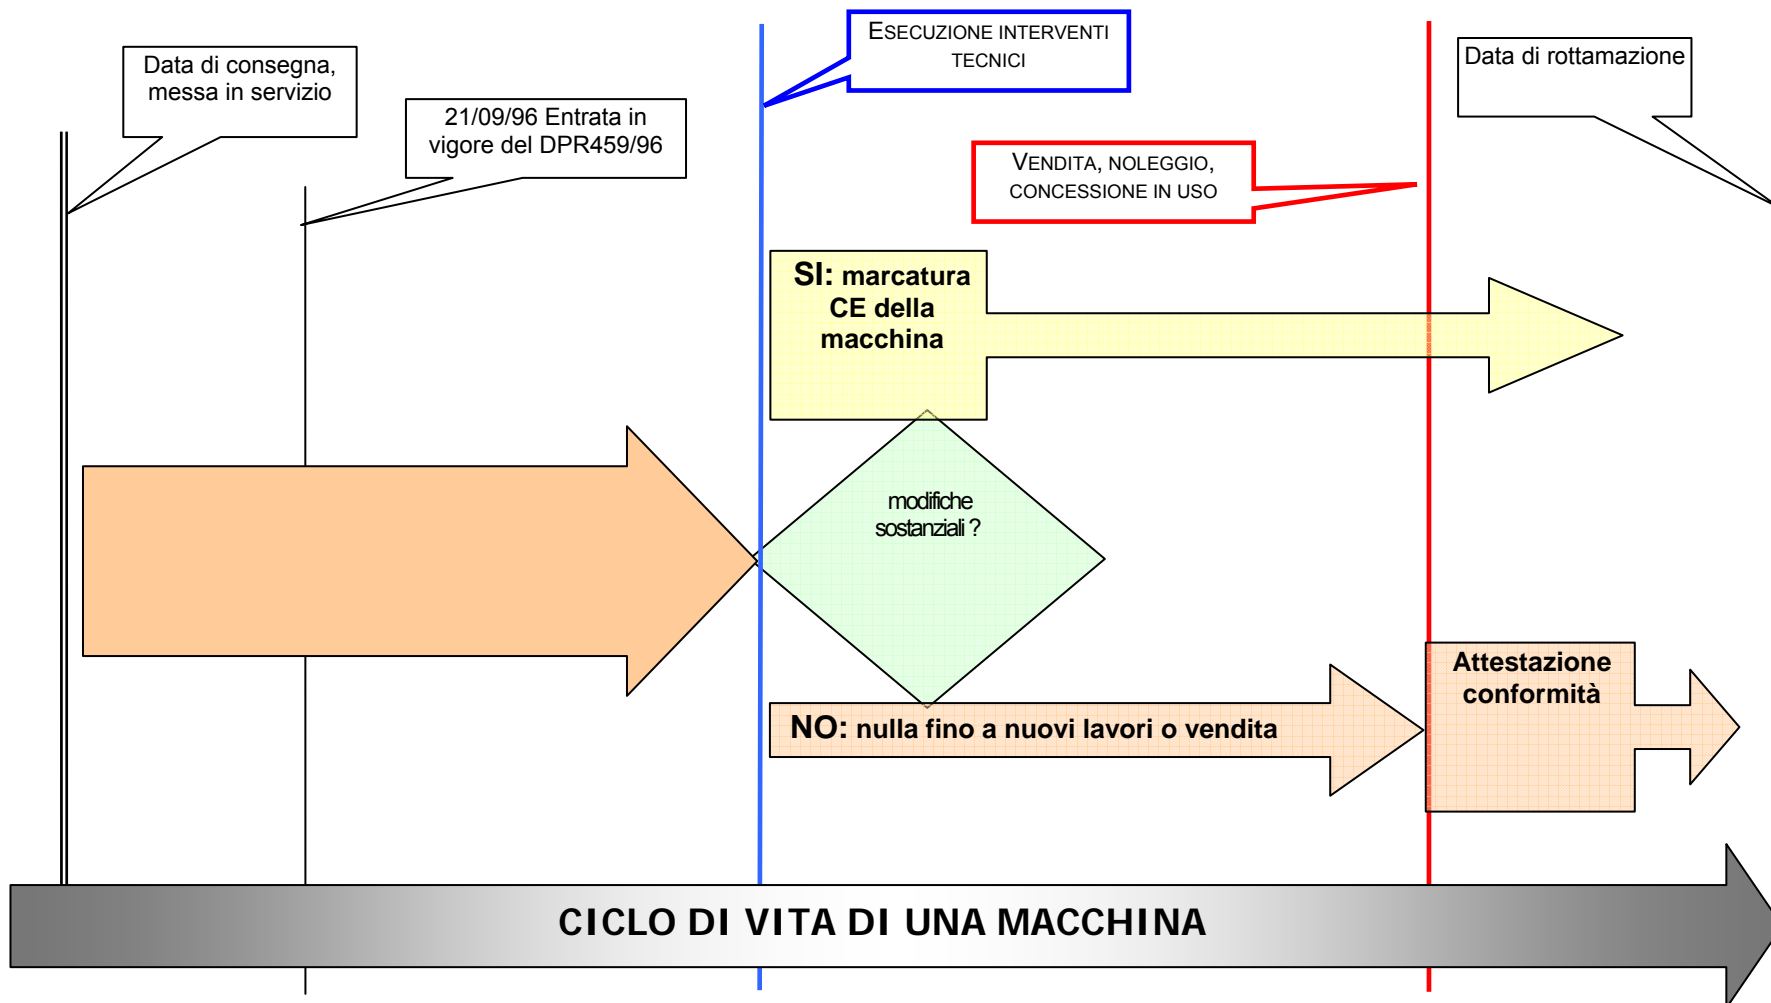 Data di consegna,
messa in servizio
21/09/96 Entrata in
vigore del DPR459/96
ESECUZIONE INTERVENTI
TECNICI
VENDITA, NOLEGGIO,
CONCESSIONE IN USO
Data di rottamazione
SI: marcatura
CE della
macchina
modifiche
sostanziali ?
NO: nulla fino a nuovi lavori o vendita
Attestazione
conformità
CICLO DI VITA DI UNA MACCHINA